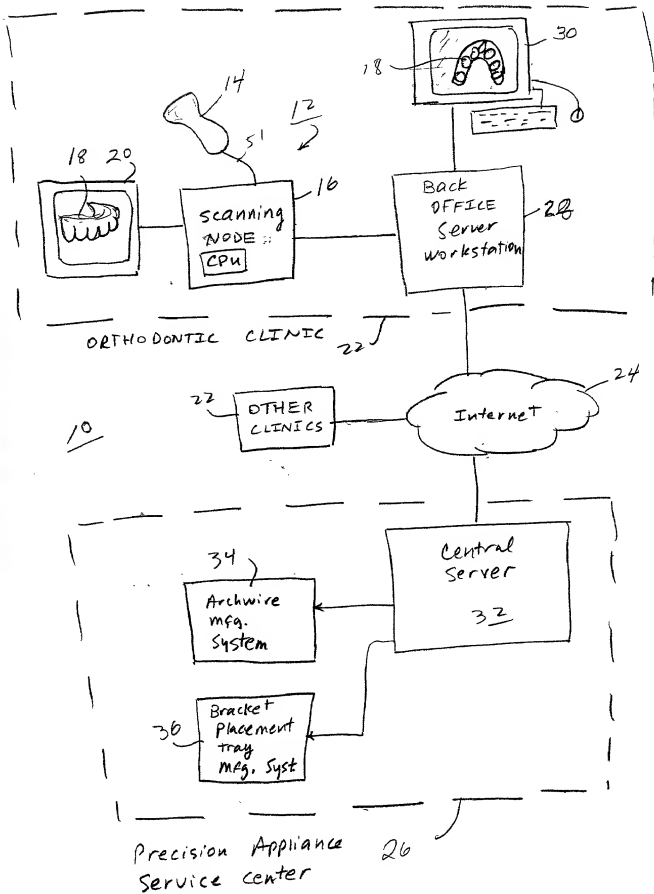 30
18
14
12
51
18 20
16
Scanning
NODE
CPU
Back
OFFICE
Server
Workstation
28
ORTHODONTIC CLINIC
22
24
22
OTHER
CLINICS
Internet
10
Central
Server
32
34
Archwire
mfg.
System
36
Bracket
Placement
tray
mfg. Syst
Precision Appliance
Service center
26